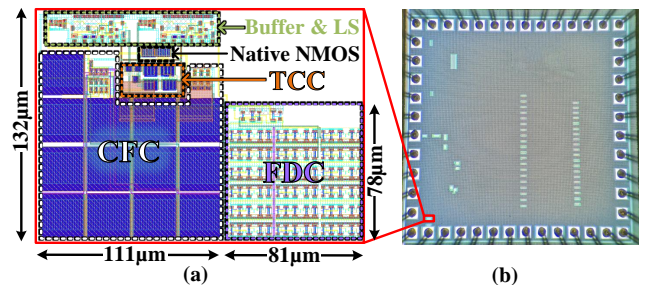 Buffer & LS
Native NMOS
TCC
CFC
FDC
132μm
78μm
111μm
81μm
(a)
(b)